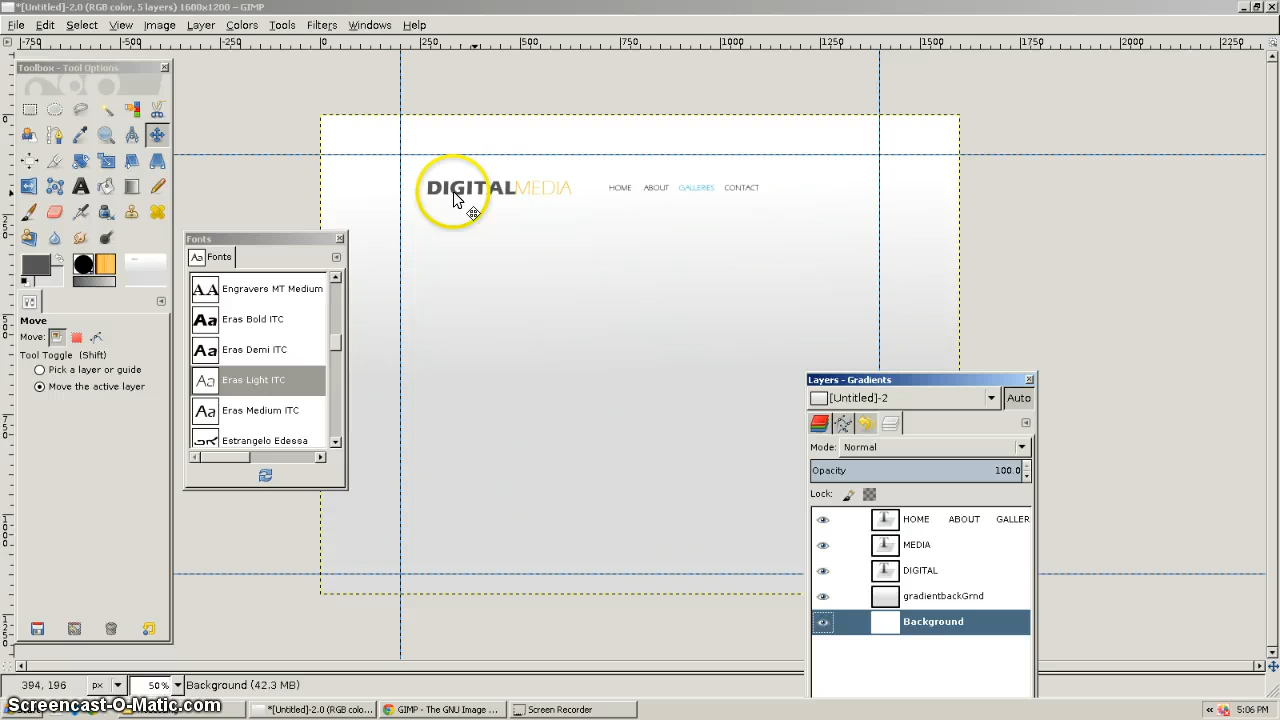 *[Untitled]-2.0 (RGB color, 5 layers) 1600x1200 – GIMP
File Edit Select View Image Layer Colors Tools Filters Windows Help
-750 -500 -250 0 250 500 750 1000 1250 1500 1750 2000 2250
Toolbox - Tool Options
DIGITALMEDIA HOME ABOUT GALLERIES CONTACT
Fonts
Fonts
Engravers MT Medium
Eras Bold ITC
Eras Demi ITC
Eras Light ITC
Eras Medium ITC
Estrangelo Edessa
Move
Move:
Tool Toggle (Shift)
Pick a layer or guide
Move the active layer
Layers - Gradients
[Untitled]-2 Auto
Mode: Normal
Opacity 100.0
Lock:
HOME ABOUT GALLER
MEDIA
DIGITAL
gradientbackGrnd
Background
394, 196 px 50% Background (42.3 MB)
Screencast-O-Matic.com
*[Untitled]-2.0 (RGB colo... GIMP - The GNU Image ... Screen Recorder 5:06 PM